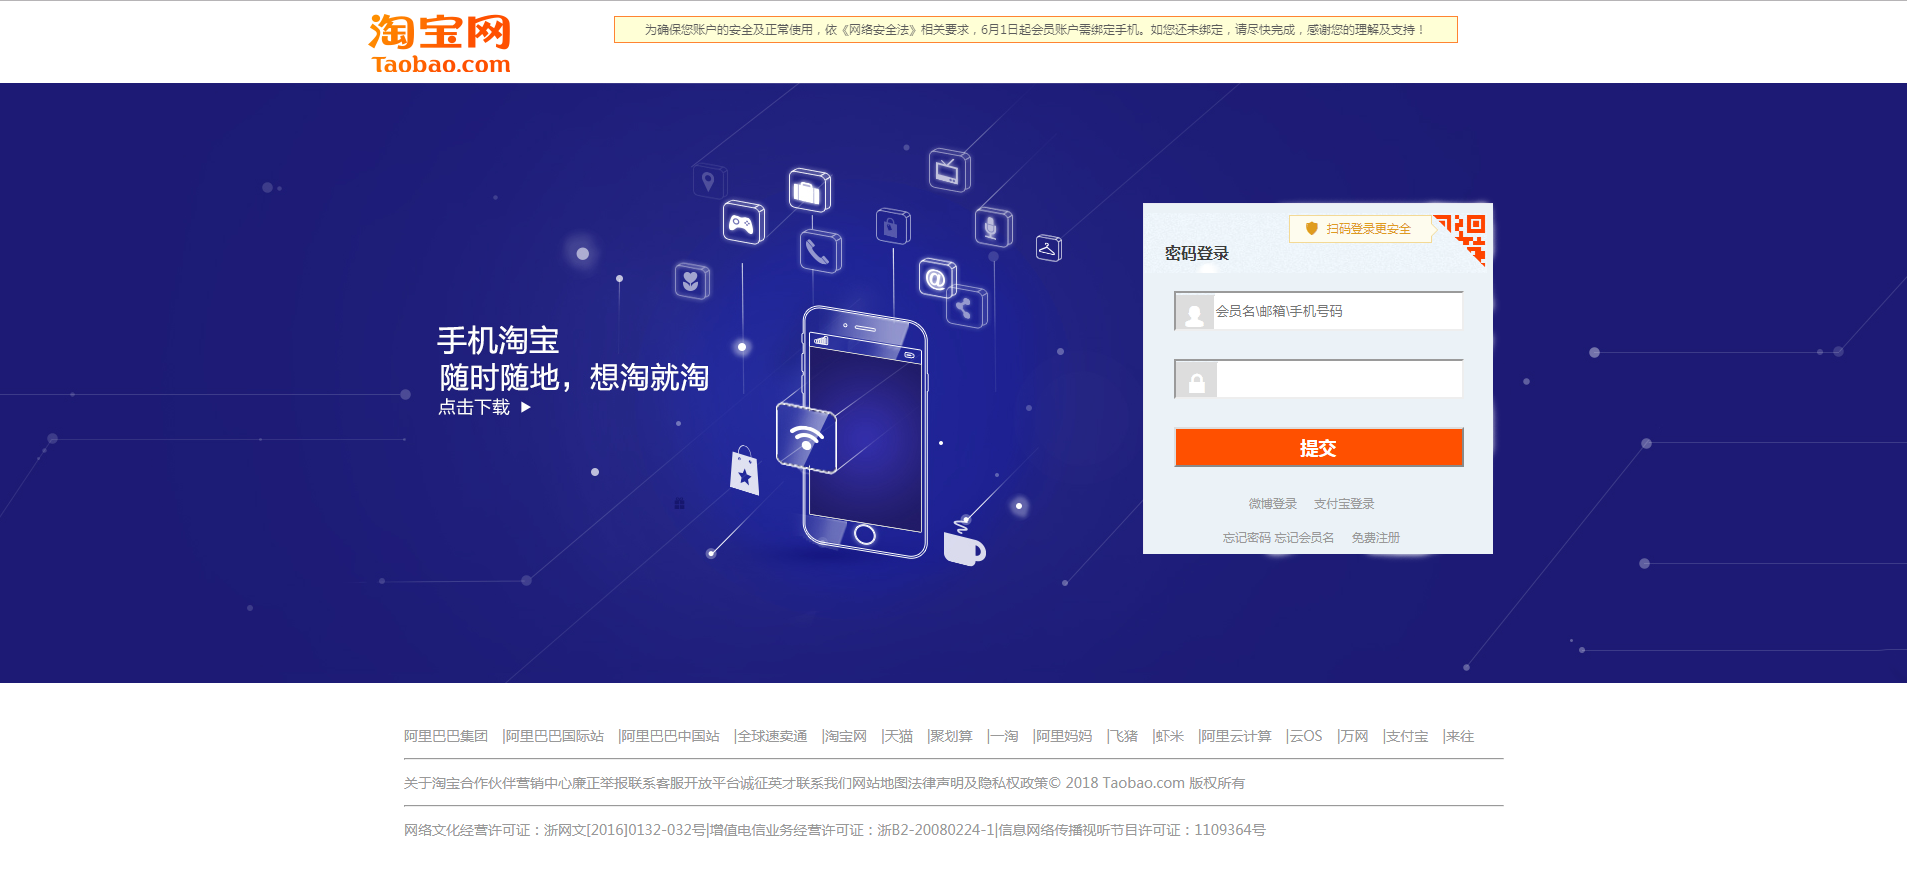 淘宝网
Taobao.com
为确保您账户的安全及正常使用，依《网络安全法》相关要求，6月1日起会员账户需绑定手机。如您还未绑定，请尽快完成，感谢您的理解及支持！
手机淘宝
随时随地，想淘就淘
点击下载
扫码登录更安全
密码登录
会员名\邮箱\手机号码
提交
微博登录 支付宝登录
忘记密码 忘记会员名 免费注册
阿里巴巴集团 |阿里巴巴国际站 |阿里巴巴中国站 |全球速卖通 |淘宝网 |天猫 |聚划算 |一淘 |阿里妈妈 |飞猪 |虾米 |阿里云计算 |云OS |万网 |支付宝 |来往
关于淘宝合作伙伴营销中心廉正举报联系客服开放平台诚征英才联系我们网站地图法律声明及隐私权政策© 2018 Taobao.com 版权所有
网络文化经营许可证：浙网文[2016]0132-032号|增值电信业务经营许可证：浙B2-20080224-1|信息网络传播视听节目许可证：1109364号